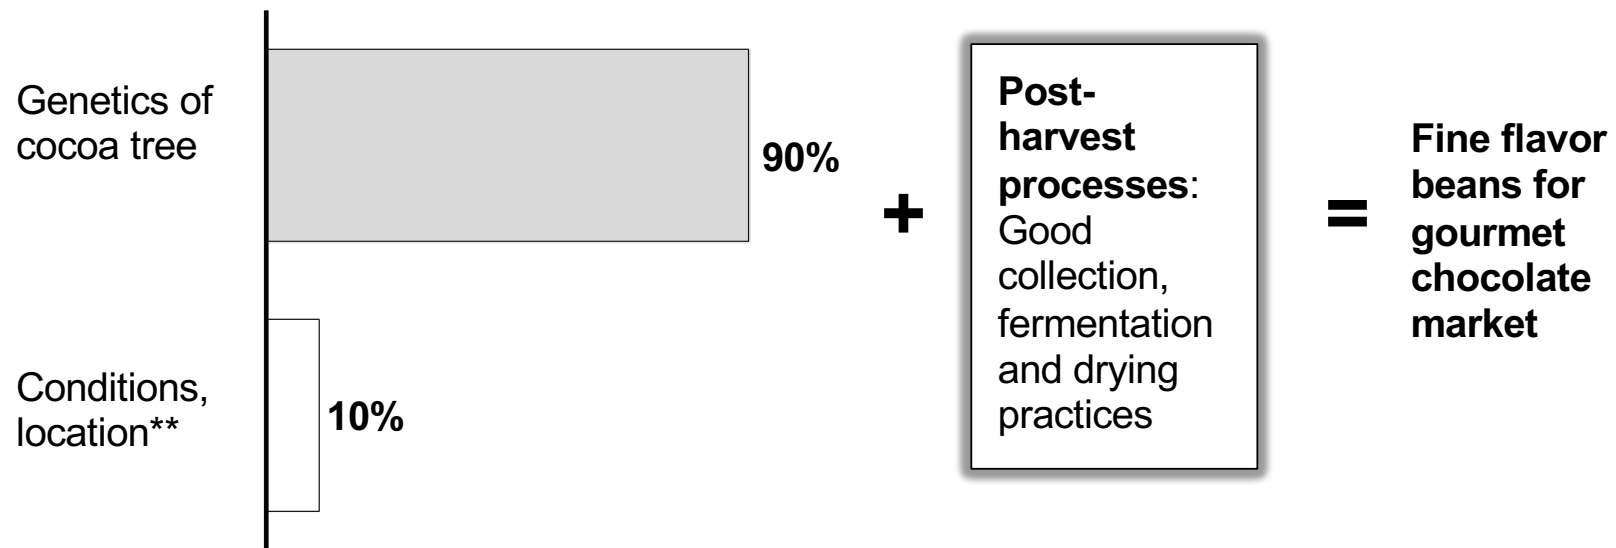 Genetics of
cocoa tree
90%
Conditions,
location**
10%
+
Post-
harvest
processes:
Good
collection,
fermentation
and drying
practices
=
Fine flavor
beans for
gourmet
chocolate
market